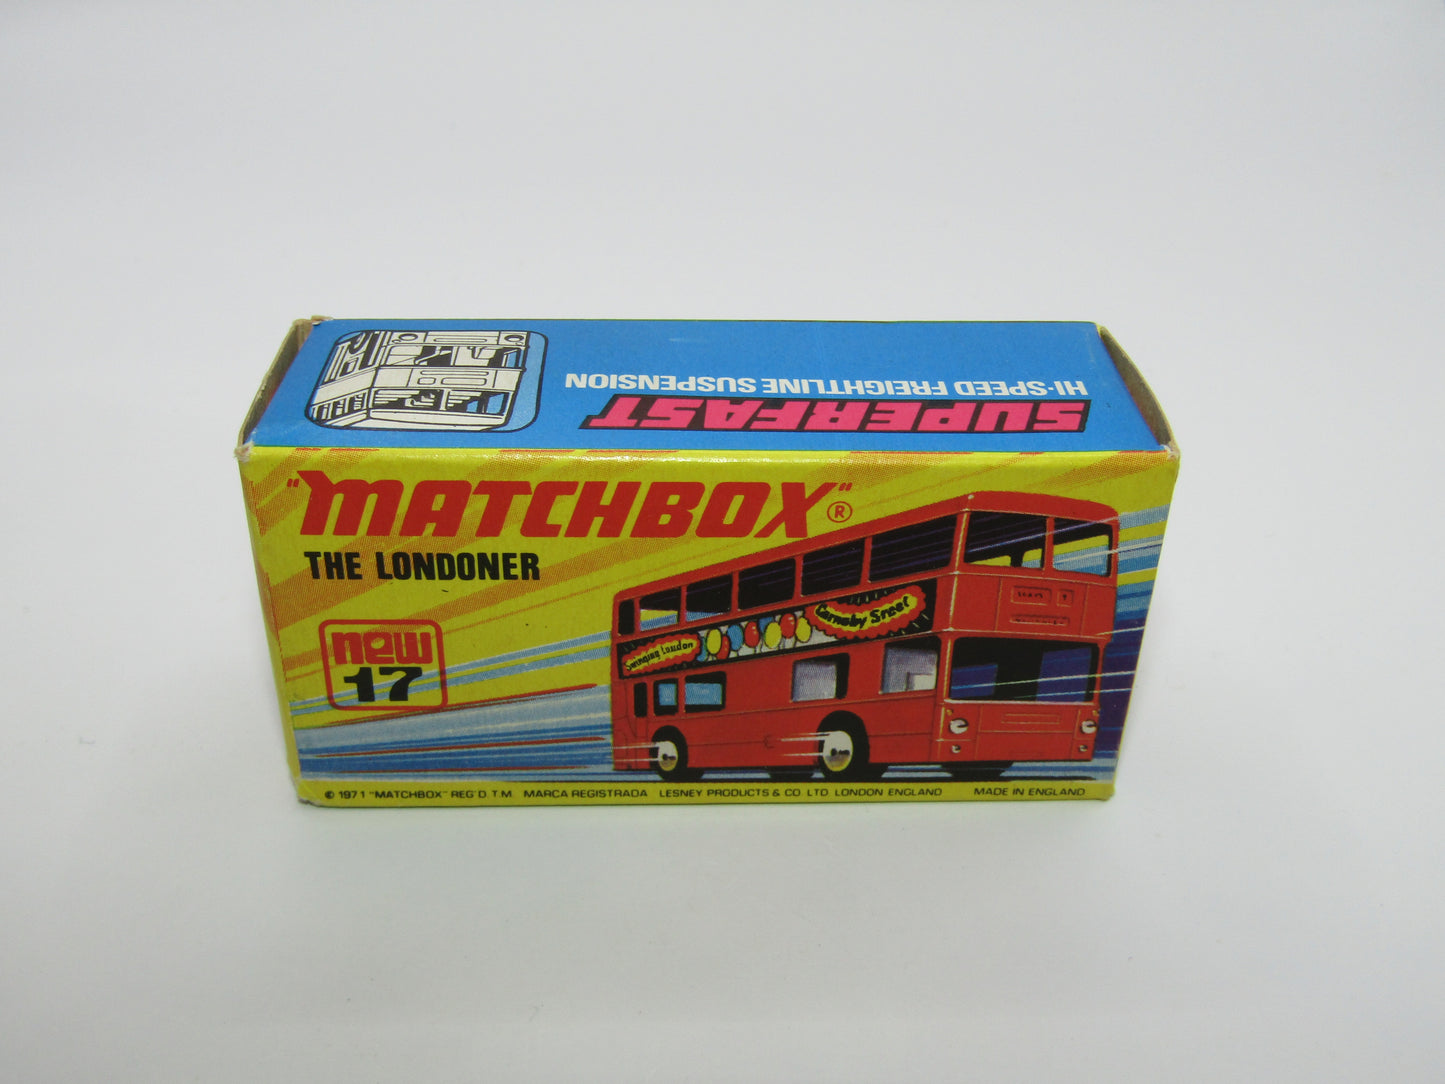 HI-SPEED FREIGHTLINE SUSPENSION
SUPERFAST
"MATCHBOX"®
THE LONDONER
new
17
Swinging London
Carnaby Street
© 1971 "MATCHBOX" REG'D T.M. MARCA REGISTRADA LESNEY PRODUCTS & CO. LTD. LONDON ENGLAND MADE IN ENGLAND